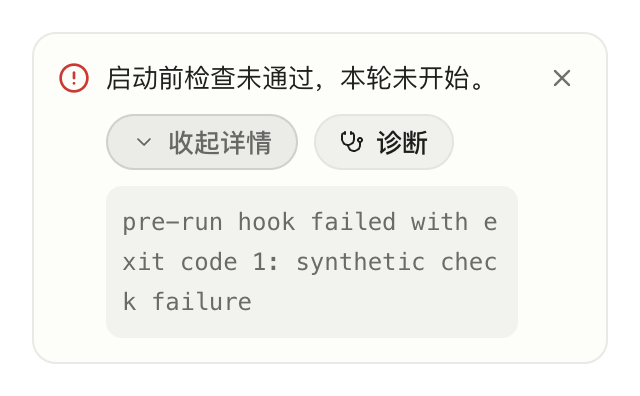 启动前检查未通过，本轮未开始。
收起详情 诊断
pre-run hook failed with e
xit code 1: synthetic chec
k failure